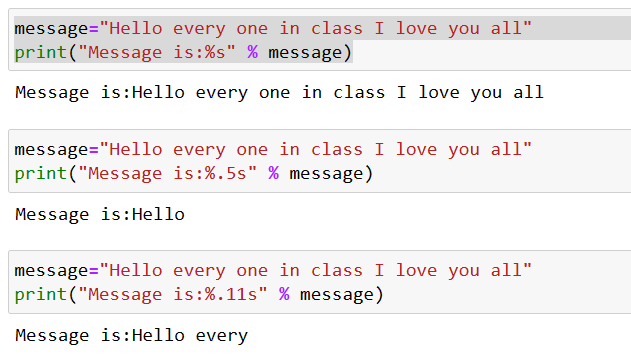 message="Hello every one in class I love you all"
print("Message is:%s" % message)
Message is:Hello every one in class I love you all
message="Hello every one in class I love you all"
print("Message is:%.5s" % message)
Message is:Hello
message="Hello every one in class I love you all"
print("Message is:%.11s" % message)
Message is:Hello every